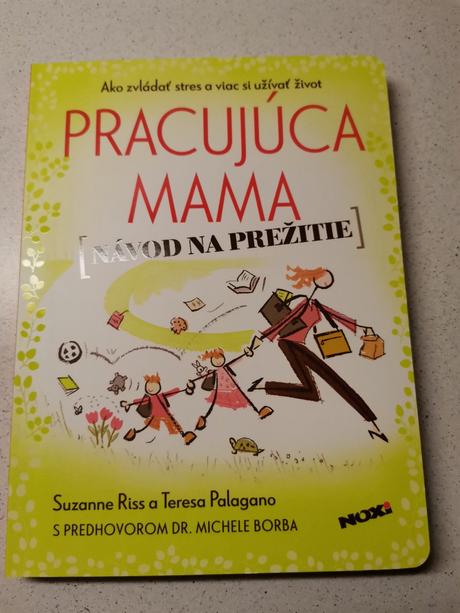 Ako zvládať stres a viac si užívať život
PRACUJÚCA
MAMA
[NÁVOD NA PREŽITIE]
Suzanne Riss a Teresa Palagano
S PREDHOVOROM DR. MICHELE BORBA
NOXi